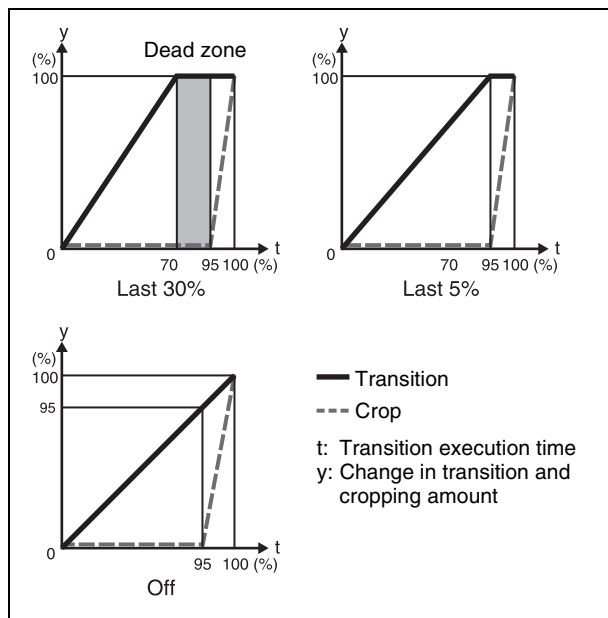 y
(%)
Dead zone
100
0
t
70 95 100 (%)
Last 30%
y
(%)
100
0
t
70 95 100 (%)
Last 5%
y
(%)
100
95
0
t
95 100 (%)
Off
Transition
Crop
t: Transition execution time
y: Change in transition and
cropping amount